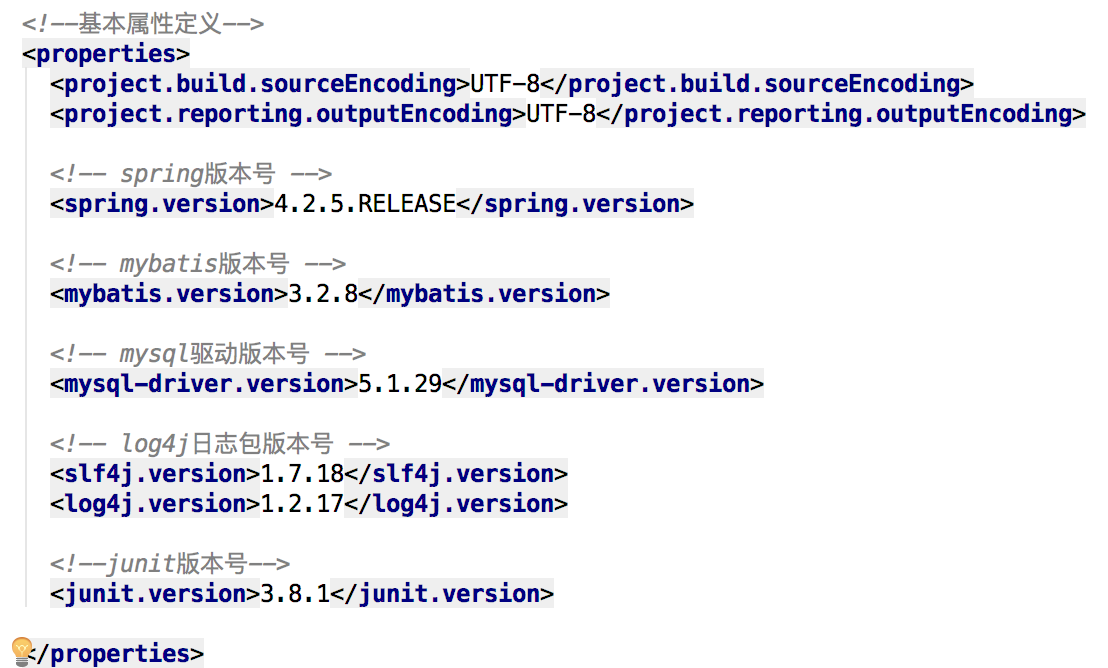 <!--基本属性定义-->
<properties>
<project.build.sourceEncoding>UTF-8</project.build.sourceEncoding>
<project.reporting.outputEncoding>UTF-8</project.reporting.outputEncoding>
<!-- spring版本号 -->
<spring.version>4.2.5.RELEASE</spring.version>
<!-- mybatis版本号 -->
<mybatis.version>3.2.8</mybatis.version>
<!-- mysql驱动版本号 -->
<mysql-driver.version>5.1.29</mysql-driver.version>
<!-- log4j日志包版本号 -->
<slf4j.version>1.7.18</slf4j.version>
<log4j.version>1.2.17</log4j.version>
<!--junit版本号-->
<junit.version>3.8.1</junit.version>
</properties>